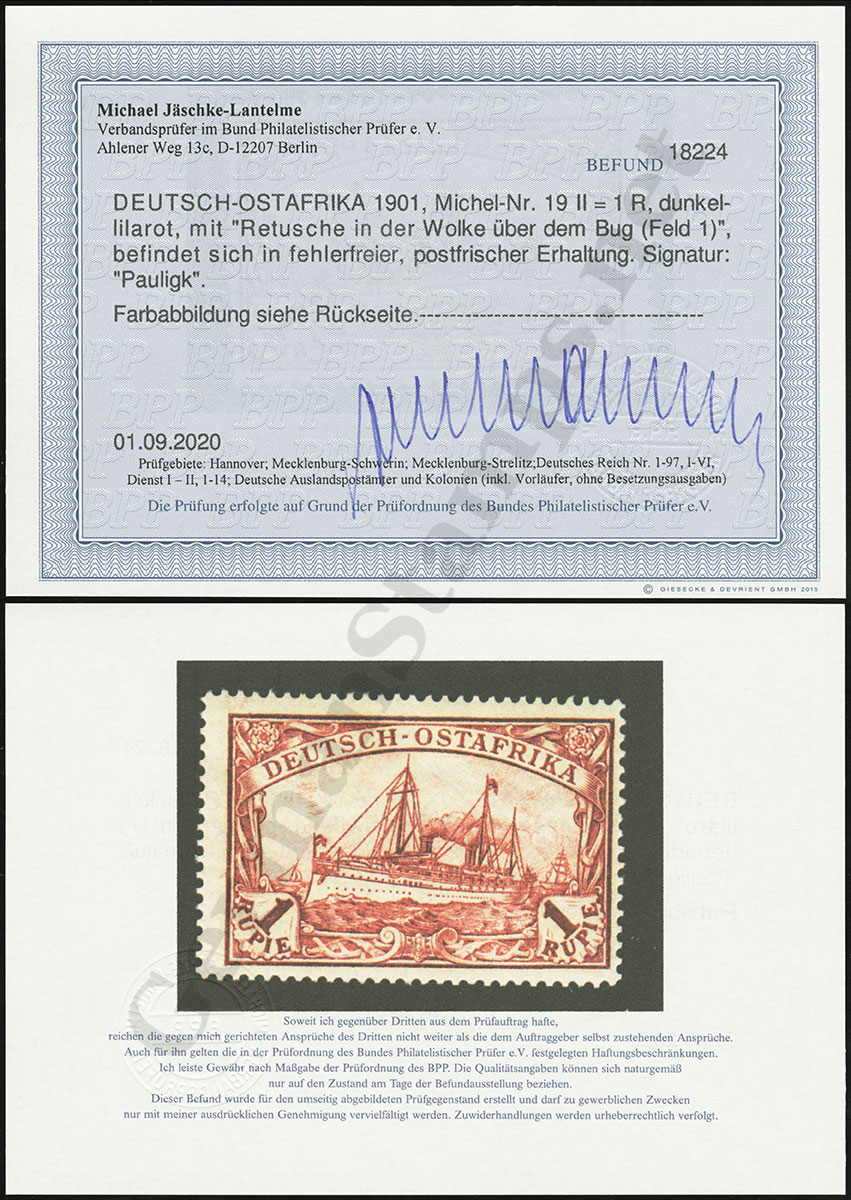 Michael Jäschke-Lantelme
Verbandsprüfer im Bund Philatelistischer Prüfer e. V.
Ahlener Weg 13c, D-12207 Berlin
BEFUND 18224
DEUTSCH-OSTAFRIKA 1901, Michel-Nr. 19 II = 1 R, dunkel-
lilarot, mit "Retusche in der Wolke über dem Bug (Feld 1)",
befindet sich in fehlerfreier, postfrischer Erhaltung. Signatur:
"Pauligk".
Farbabbildung siehe Rückseite.--------------------------------------
01.09.2020
Prüfgebiete: Hannover; Mecklenburg-Schwerin; Mecklenburg-Strelitz;Deutsches Reich Nr. 1-97, I-VI,
Dienst I – II, 1-14; Deutsche Auslandspostämter und Kolonien (inkl. Vorläufer, ohne Besetzungsausgaben)
Die Prüfung erfolgte auf Grund der Prüfordnung des Bundes Philatelistischer Prüfer e.V.
© GIESECKE & DEVRIENT GMBH 2015
GermanStamps.net
DEUTSCH-OSTAFRIKA
1 RUPIE
1 RUPIE
Soweit ich gegenüber Dritten aus dem Prüfauftrag hafte,
reichen die gegen mich gerichteten Ansprüche des Dritten nicht weiter als die dem Auftraggeber selbst zustehenden Ansprüche.
Auch für ihn gelten die in der Prüfordnung des Bundes Philatelistischer Prüfer e.V. festgelegten Haftungsbeschränkungen.
Ich leiste Gewähr nach Maßgabe der Prüfordnung des BPP. Die Qualitätsangaben können sich naturgemäß
nur auf den Zustand am Tage der Befundausstellung beziehen.
Dieser Befund wurde für den umseitig abgebildeten Prüfgegenstand erstellt und darf zu gewerblichen Zwecken
nur mit meiner ausdrücklichen Genehmigung vervielfältigt werden. Zuwiderhandlungen werden urheberrechtlich verfolgt.